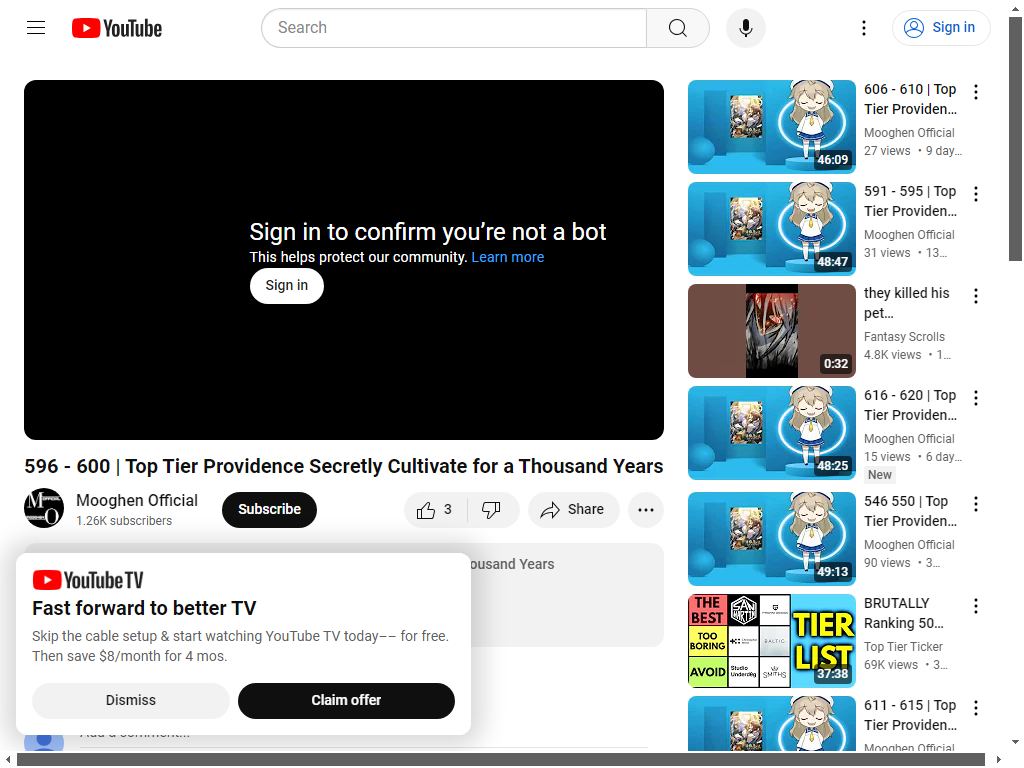 YouTube
Search
Sign in
Sign in to confirm you’re not a bot
This helps protect our community. Learn more
Sign in
596 - 600 | Top Tier Providence Secretly Cultivate for a Thousand Years
Mooghen Official
1.26K subscribers
Subscribe
3
Share
ousand Years
YouTube TV
Fast forward to better TV
Skip the cable setup & start watching YouTube TV today–– for free.
Then save $8/month for 4 mos.
Dismiss
Claim offer
Add a comment...
46:09
606 - 610 | Top
Tier Providen…
Mooghen Official
27 views • 9 day…
48:47
591 - 595 | Top
Tier Providen…
Mooghen Official
31 views • 13…
0:32
they killed his
pet…
Fantasy Scrolls
4.8K views • 1…
48:25
616 - 620 | Top
Tier Providen…
Mooghen Official
15 views • 6 day…
New
49:13
546 550 | Top
Tier Providen…
Mooghen Official
90 views • 3…
THE BEST
SAN MARTIN
TOO BORING
BALTIC
AVOID
Studio Underd0g
SMITHS
TIER LIST
37:38
BRUTALLY
Ranking 50…
Top Tier Ticker
69K views • 3…
611 - 615 | Top
Tier Providen…
Mooghen Official